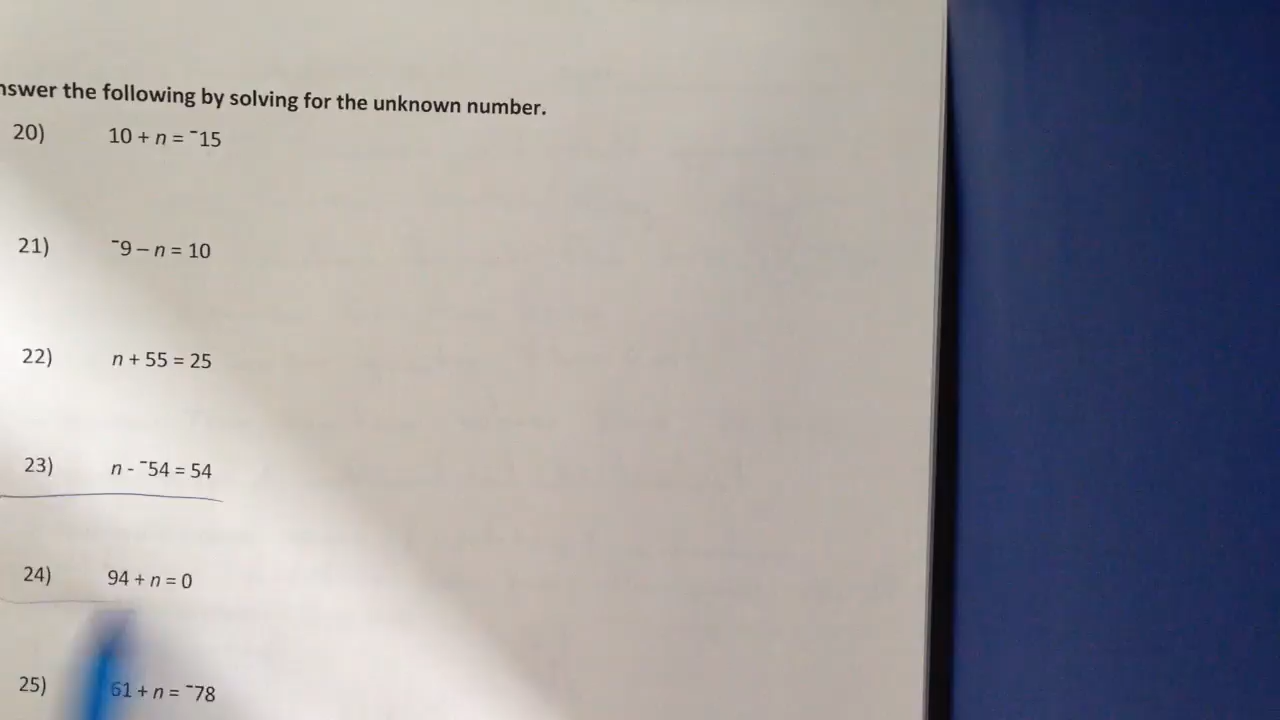 nswer the following by solving for the unknown number.
20) 10 + n = ⁻15
21) ⁻9 – n = 10
22) n + 55 = 25
23) n - ⁻54 = 54
24) 94 + n = 0
25) 61 + n = ⁻78